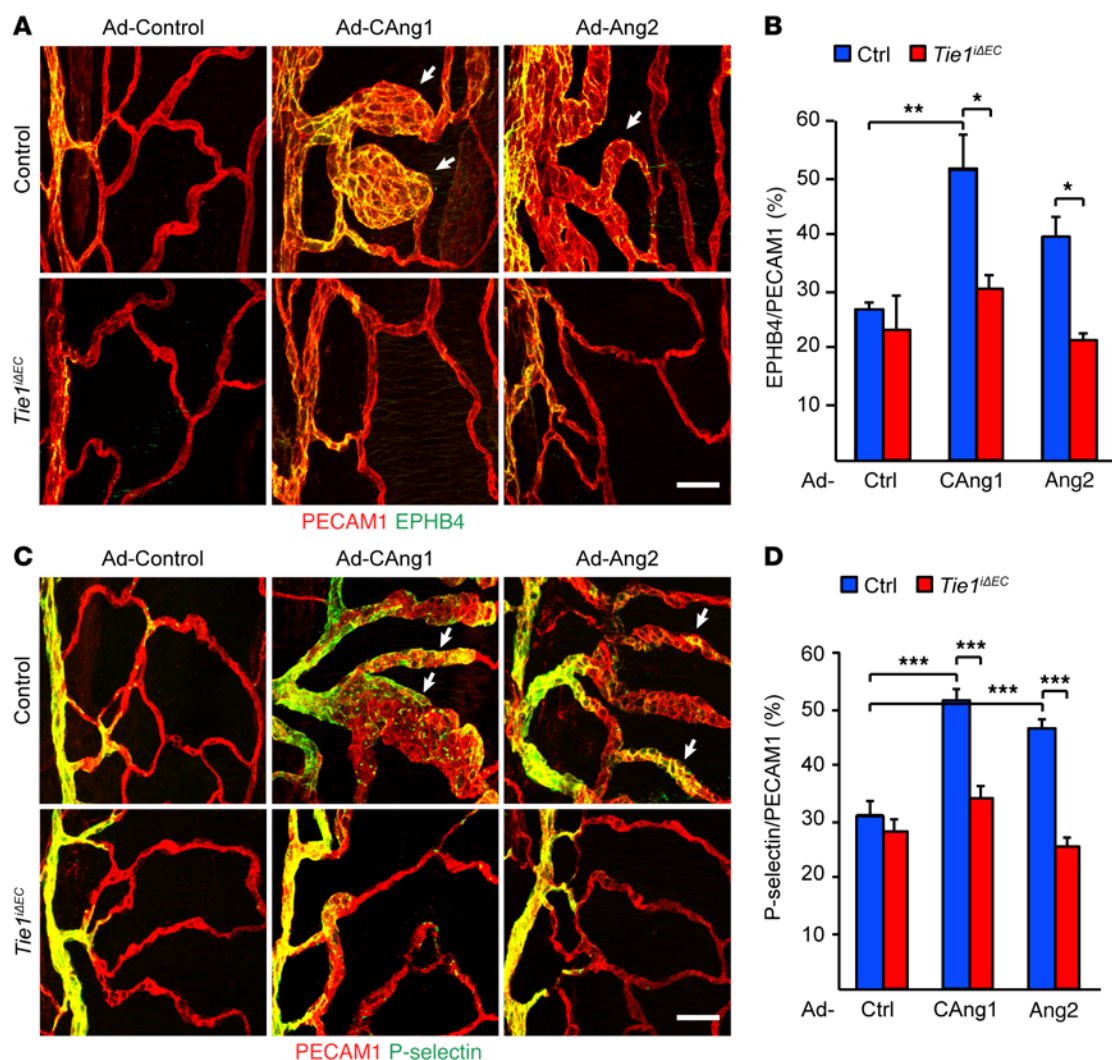 A
Ad-Control
Ad-CAng1
Ad-Ang2
Control
Tie1iΔEC
PECAM1 EPHB4
B
Ctrl
Tie1iΔEC
**
*
*
60
50
40
30
20
10
EPHB4/PECAM1 (%)
Ad-
Ctrl
CAng1
Ang2
C
Ad-Control
Ad-CAng1
Ad-Ang2
Control
Tie1iΔEC
PECAM1 P-selectin
D
Ctrl
Tie1iΔEC
***
***
***
***
60
50
40
30
20
10
P-selectin/PECAM1 (%)
Ad-
Ctrl
CAng1
Ang2